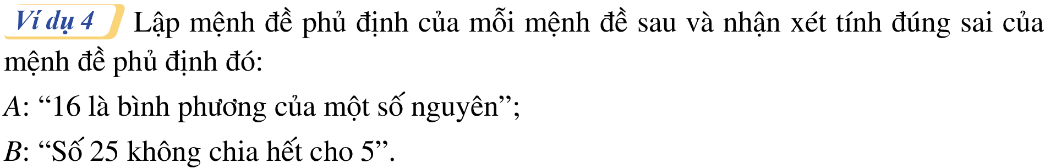 Ví dụ 4 Lập mệnh đề phủ định của mỗi mệnh đề sau và nhận xét tính đúng sai của
mệnh đề phủ định đó:
A: “16 là bình phương của một số nguyên”;
B: “Số 25 không chia hết cho 5”.